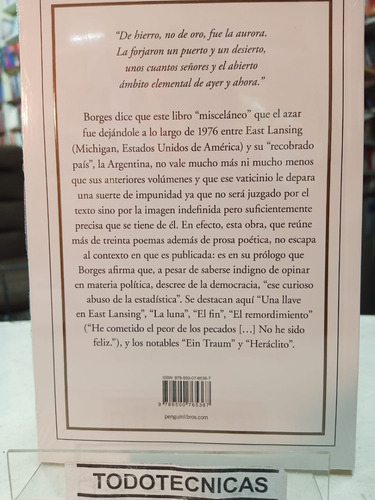 “De hierro, no de oro, fue la aurora.
La forjaron un puerto y un desierto,
unos cuantos señores y el abierto
ámbito elemental de ayer y ahora.”
Borges dice que este libro “misceláneo” que el azar
fue dejándole a lo largo de 1976 entre East Lansing
(Michigan, Estados Unidos de América) y su “recobrado
país”, la Argentina, no vale mucho más ni mucho menos
que sus anteriores volúmenes y que ese vaticinio le depara
una suerte de impunidad ya que no será juzgado por el
texto sino por la imagen indefinida pero suficientemente
precisa que se tiene de él. En efecto, esta obra, que reúne
más de treinta poemas además de prosa poética, no escapa
al contexto en que es publicada: es en su prólogo que
Borges afirma que, a pesar de saberse indigno de opinar
en materia política, descree de la democracia, “ese curioso
abuso de la estadística”. Se destacan aquí “Una llave
en East Lansing”, “La luna”, “El fin”, “El remordimiento”
(“He cometido el peor de los pecados [...] No he sido
feliz.”), y los notables “Ein Traum” y “Heráclito”.
9 789500 765367
penguinlibros.com
TODOTECNICAS